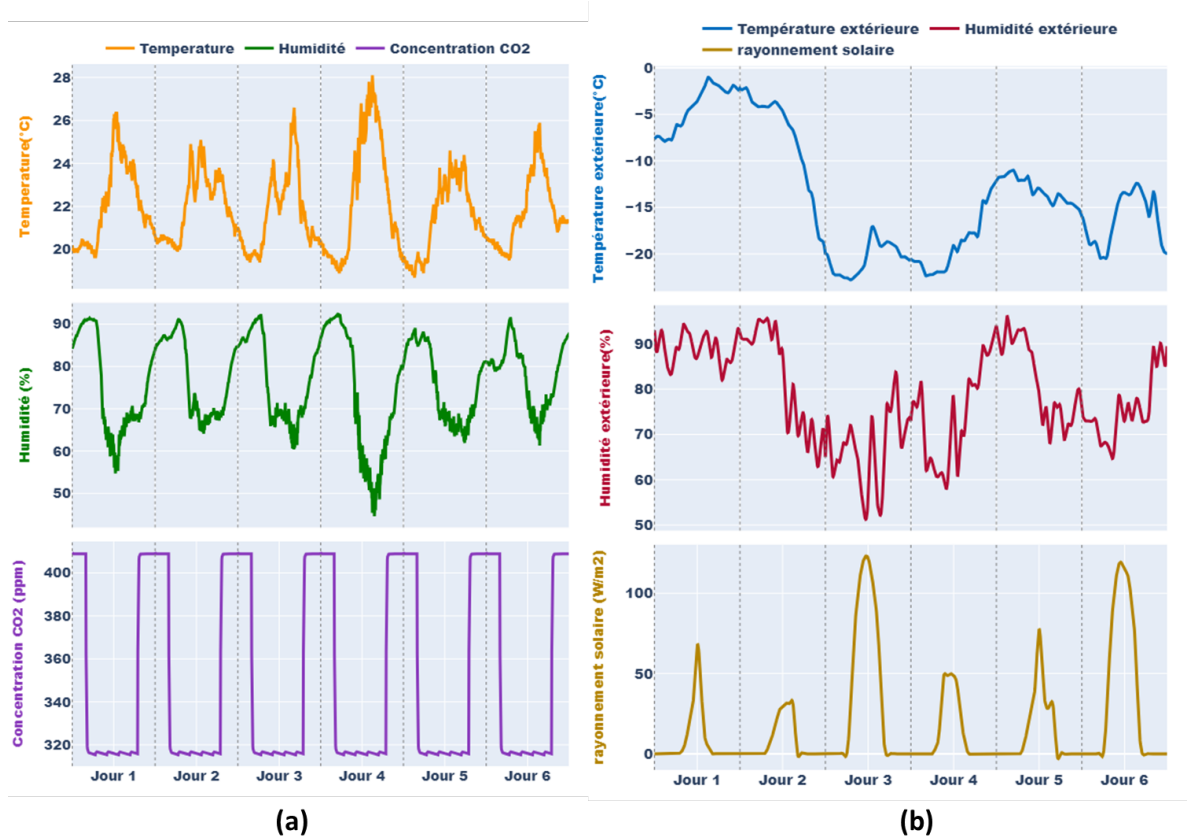 Temperature Humidité Concentration CO2
Temperature(°C)
28
26
24
22
20
Humidité (%)
90
80
70
60
50
Concentration CO2 (ppm)
400
380
360
340
320
Jour 1 Jour 2 Jour 3 Jour 4 Jour 5 Jour 6
(a)
Température extérieure Humidité extérieure
rayonnement solaire
Température extérieure(°C)
0
−5
−10
−15
−20
Humidité extérieure(%)
90
80
70
60
50
rayonnement solaire (W/m2)
100
50
0
Jour 1 Jour 2 Jour 3 Jour 4 Jour 5 Jour 6
(b)